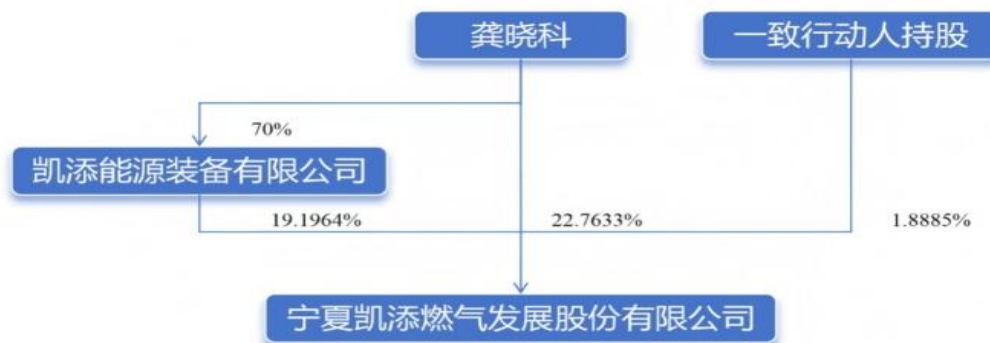 龚晓科
一致行动人持股
70%
凯添能源装备有限公司
19.1964%
22.7633%
1.8885%
宁夏凯添燃气发展股份有限公司